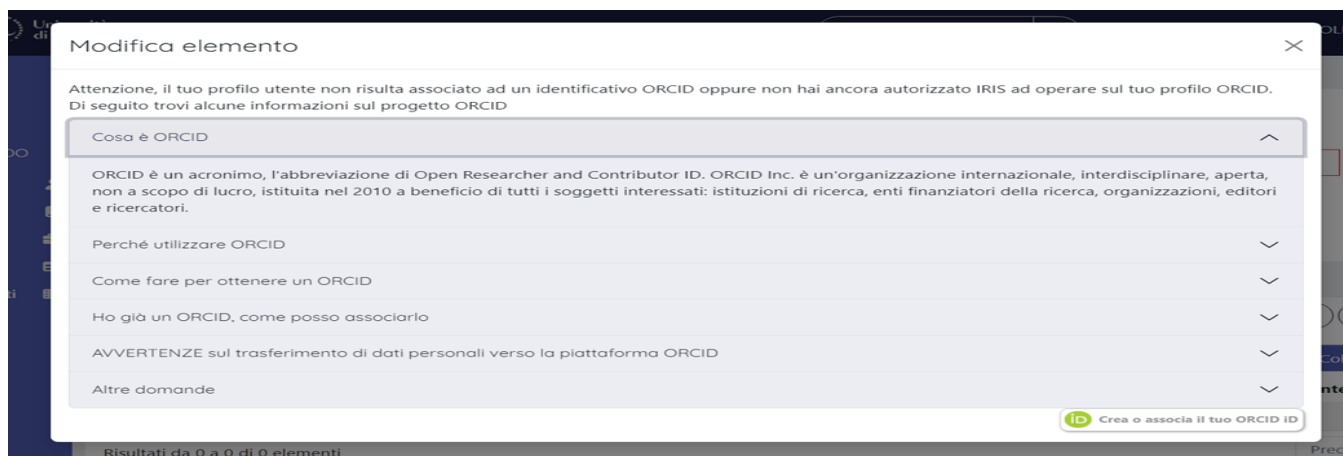 Modifica elemento
Attenzione, il tuo profilo utente non risulta associato ad un identificativo ORCID oppure non hai ancora autorizzato IRIS ad operare sul tuo profilo ORCID.
Di seguito trovi alcune informazioni sul progetto ORCID
Cosa è ORCID
ORCID è un acronimo, l'abbreviazione di Open Researcher and Contributor ID. ORCID Inc. è un'organizzazione internazionale, interdisciplinare, aperta,
non a scopo di lucro, istituita nel 2010 a beneficio di tutti i soggetti interessati: istituzioni di ricerca, enti finanziatori della ricerca, organizzazioni, editori
e ricercatori.
Perché utilizzare ORCID
Come fare per ottenere un ORCID
Ho già un ORCID, come posso associarlo
AVVERTENZE sul trasferimento di dati personali verso la piattaforma ORCID
Altre domande
iD Crea o associa il tuo ORCID iD
Risultati da 0 a 0 di 0 elementi